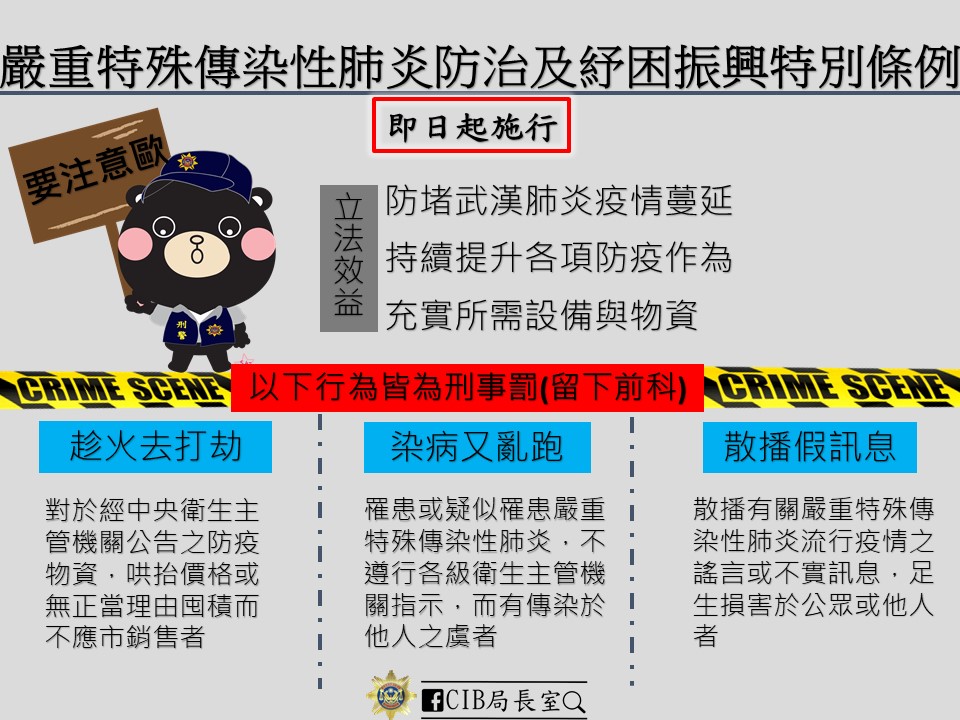 嚴重特殊傳染性肺炎防治及紓困振興特別條例
即日起施行
要注意歐
刑警
立法效益
防堵武漢肺炎疫情蔓延
持續提升各項防疫作為
充實所需設備與物資
CRIME SCENE
以下行為皆為刑事罰(留下前科)
CRIME SCENE
趁火去打劫
對於經中央衛生主
管機關公告之防疫
物資，哄抬價格或
無正當理由囤積而
不應市銷售者
染病又亂跑
罹患或疑似罹患嚴重
特殊傳染性肺炎，不
遵行各級衛生主管機
關指示，而有傳染於
他人之虞者
散播假訊息
散播有關嚴重特殊傳
染性肺炎流行疫情之
謠言或不實訊息，足
生損害於公眾或他人
者
CIB局長室